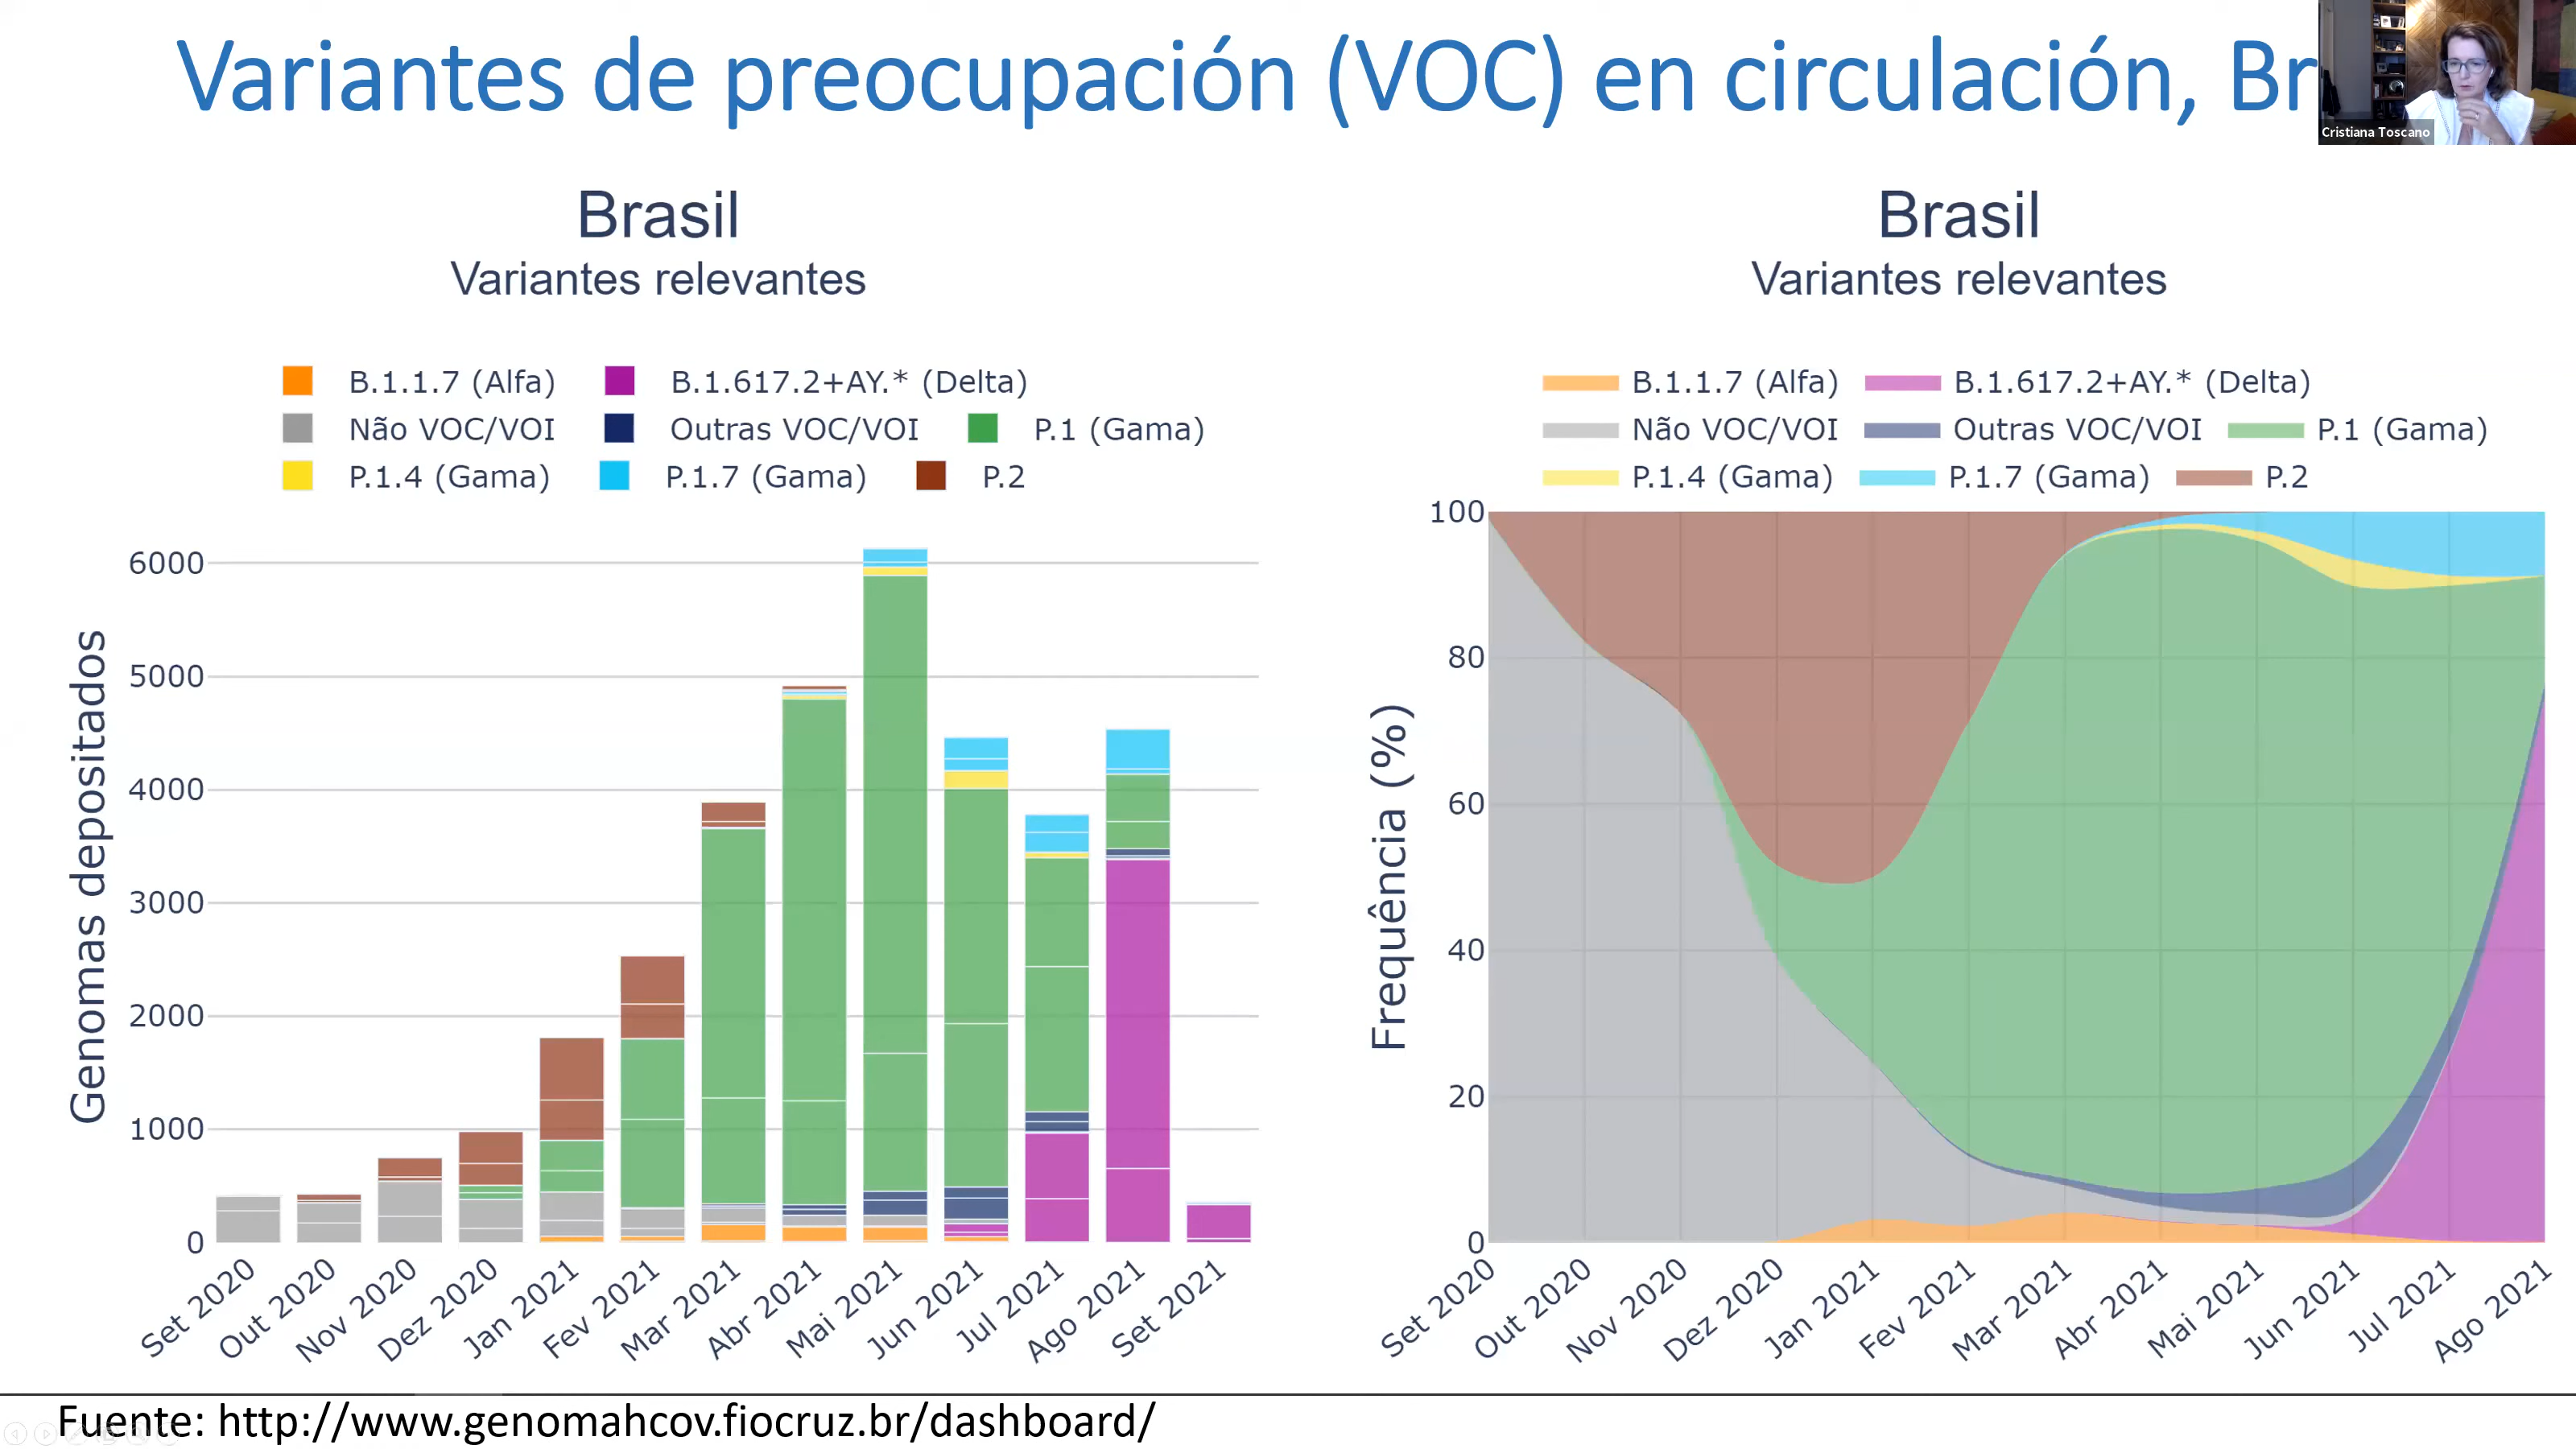 Variantes de preocupación (VOC) en circulación, Br
Cristiana Toscano
Brasil
Variantes relevantes
B.1.1.7 (Alfa) B.1.617.2+AY.* (Delta)
Não VOC/VOI Outras VOC/VOI P.1 (Gama)
P.1.4 (Gama) P.1.7 (Gama) P.2
Genomas depositados
6000
5000
4000
3000
2000
1000
0
Set 2020
Out 2020
Nov 2020
Dez 2020
Jan 2021
Fev 2021
Mar 2021
Abr 2021
Mai 2021
Jun 2021
Jul 2021
Ago 2021
Set 2021
Brasil
Variantes relevantes
B.1.1.7 (Alfa) B.1.617.2+AY.* (Delta)
Não VOC/VOI Outras VOC/VOI P.1 (Gama)
P.1.4 (Gama) P.1.7 (Gama) P.2
Frequência (%)
100
80
60
40
20
0
Set 2020
Out 2020
Nov 2020
Dez 2020
Jan 2021
Fev 2021
Mar 2021
Abr 2021
Mai 2021
Jun 2021
Jul 2021
Ago 2021
Fuente: http://www.genomahcov.fiocruz.br/dashboard/